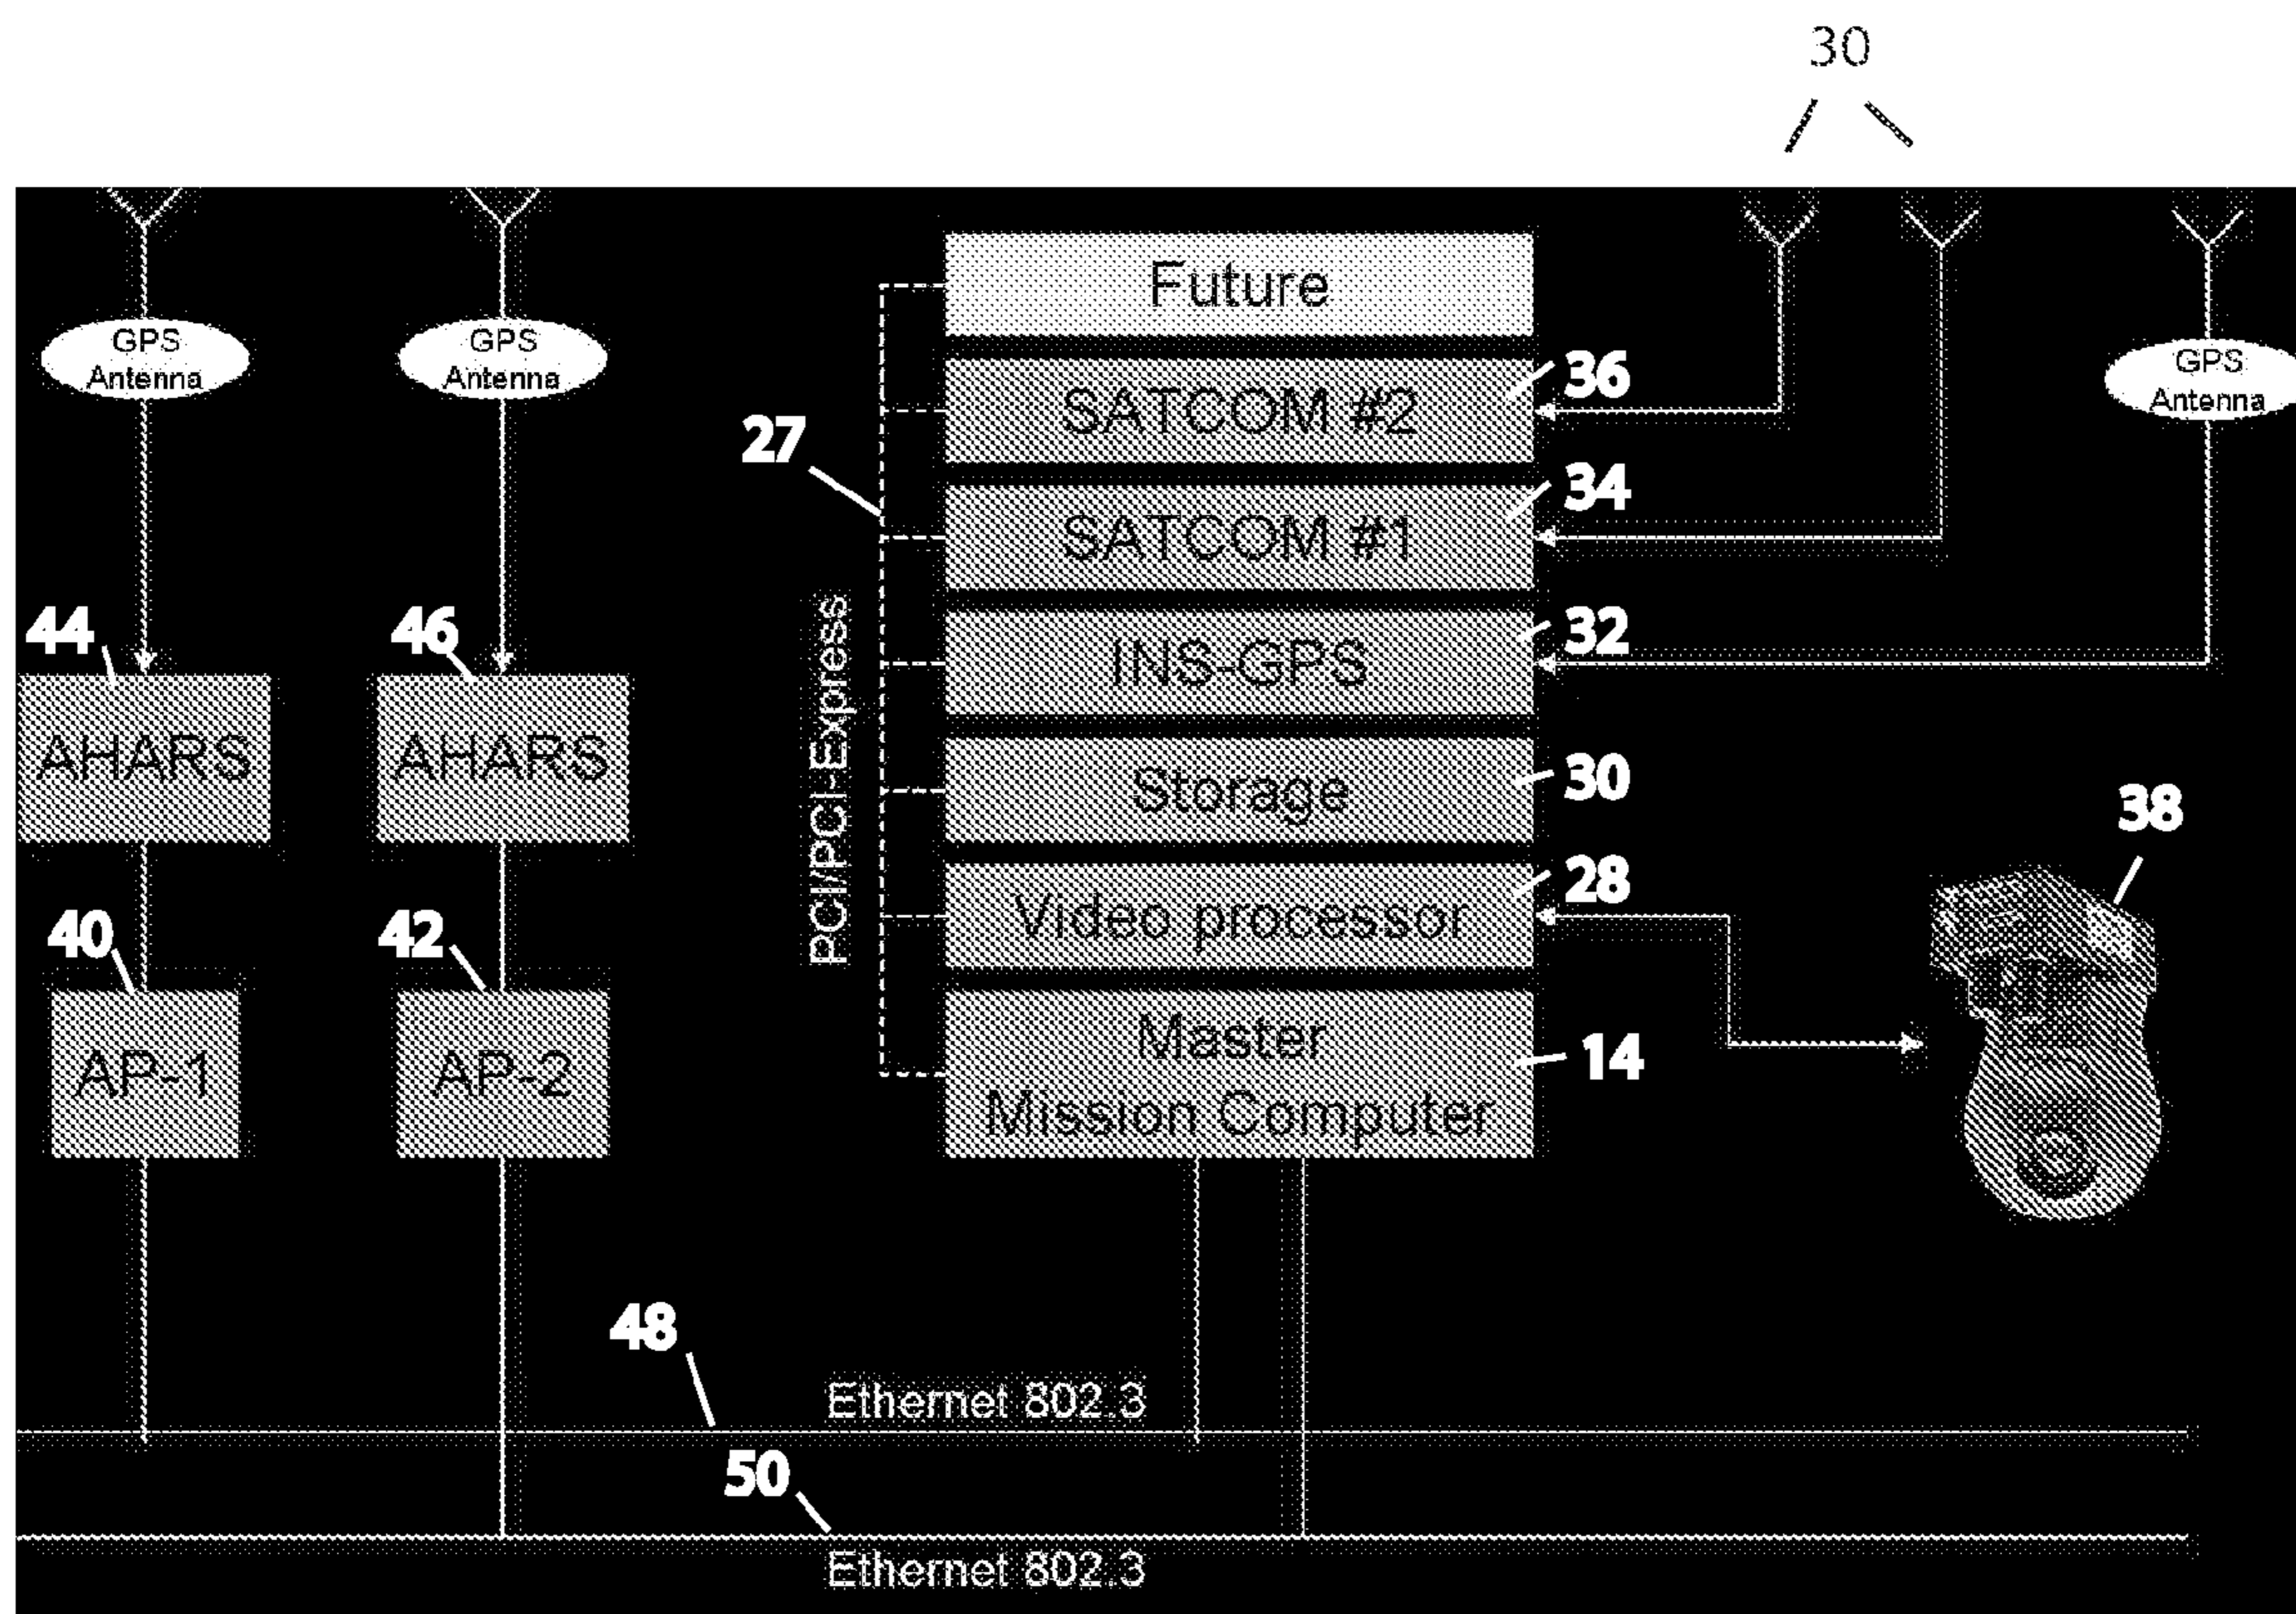 30
GPS
Antenna
GPS
Antenna
Future
SATCOM #2
36
GPS
Antenna
27
SATCOM #1
34
44
46
INS-GPS
32
PCI/PCI-Express
AHARS
AHARS
Storage
30
38
40
42
Video processor
28
AP-1
AP-2
Master
Mission Computer
14
48
Ethernet 802.3
50
Ethernet 802.3